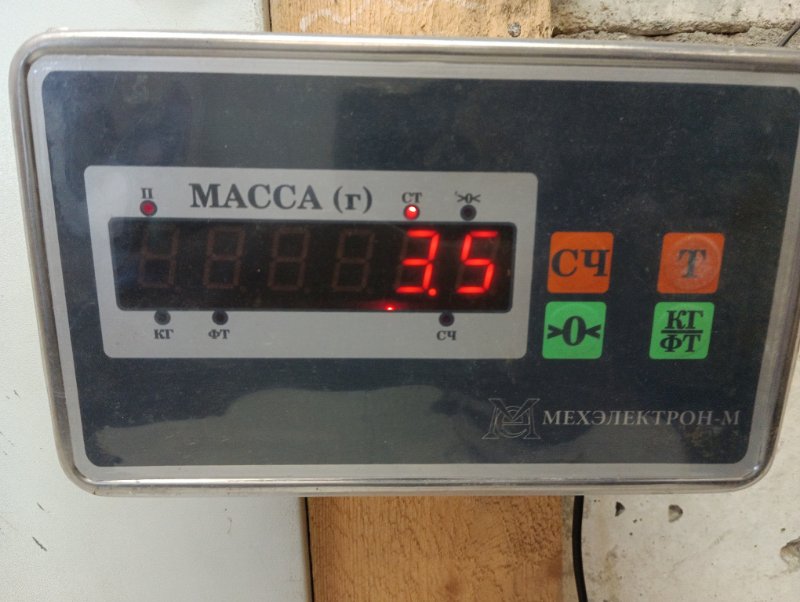 П МАССА (г) СТ >0<
3.5
КГ ФТ СЧ
СЧ Т
>0< КГ/ФТ
МЕХЭЛЕКТРОН-М